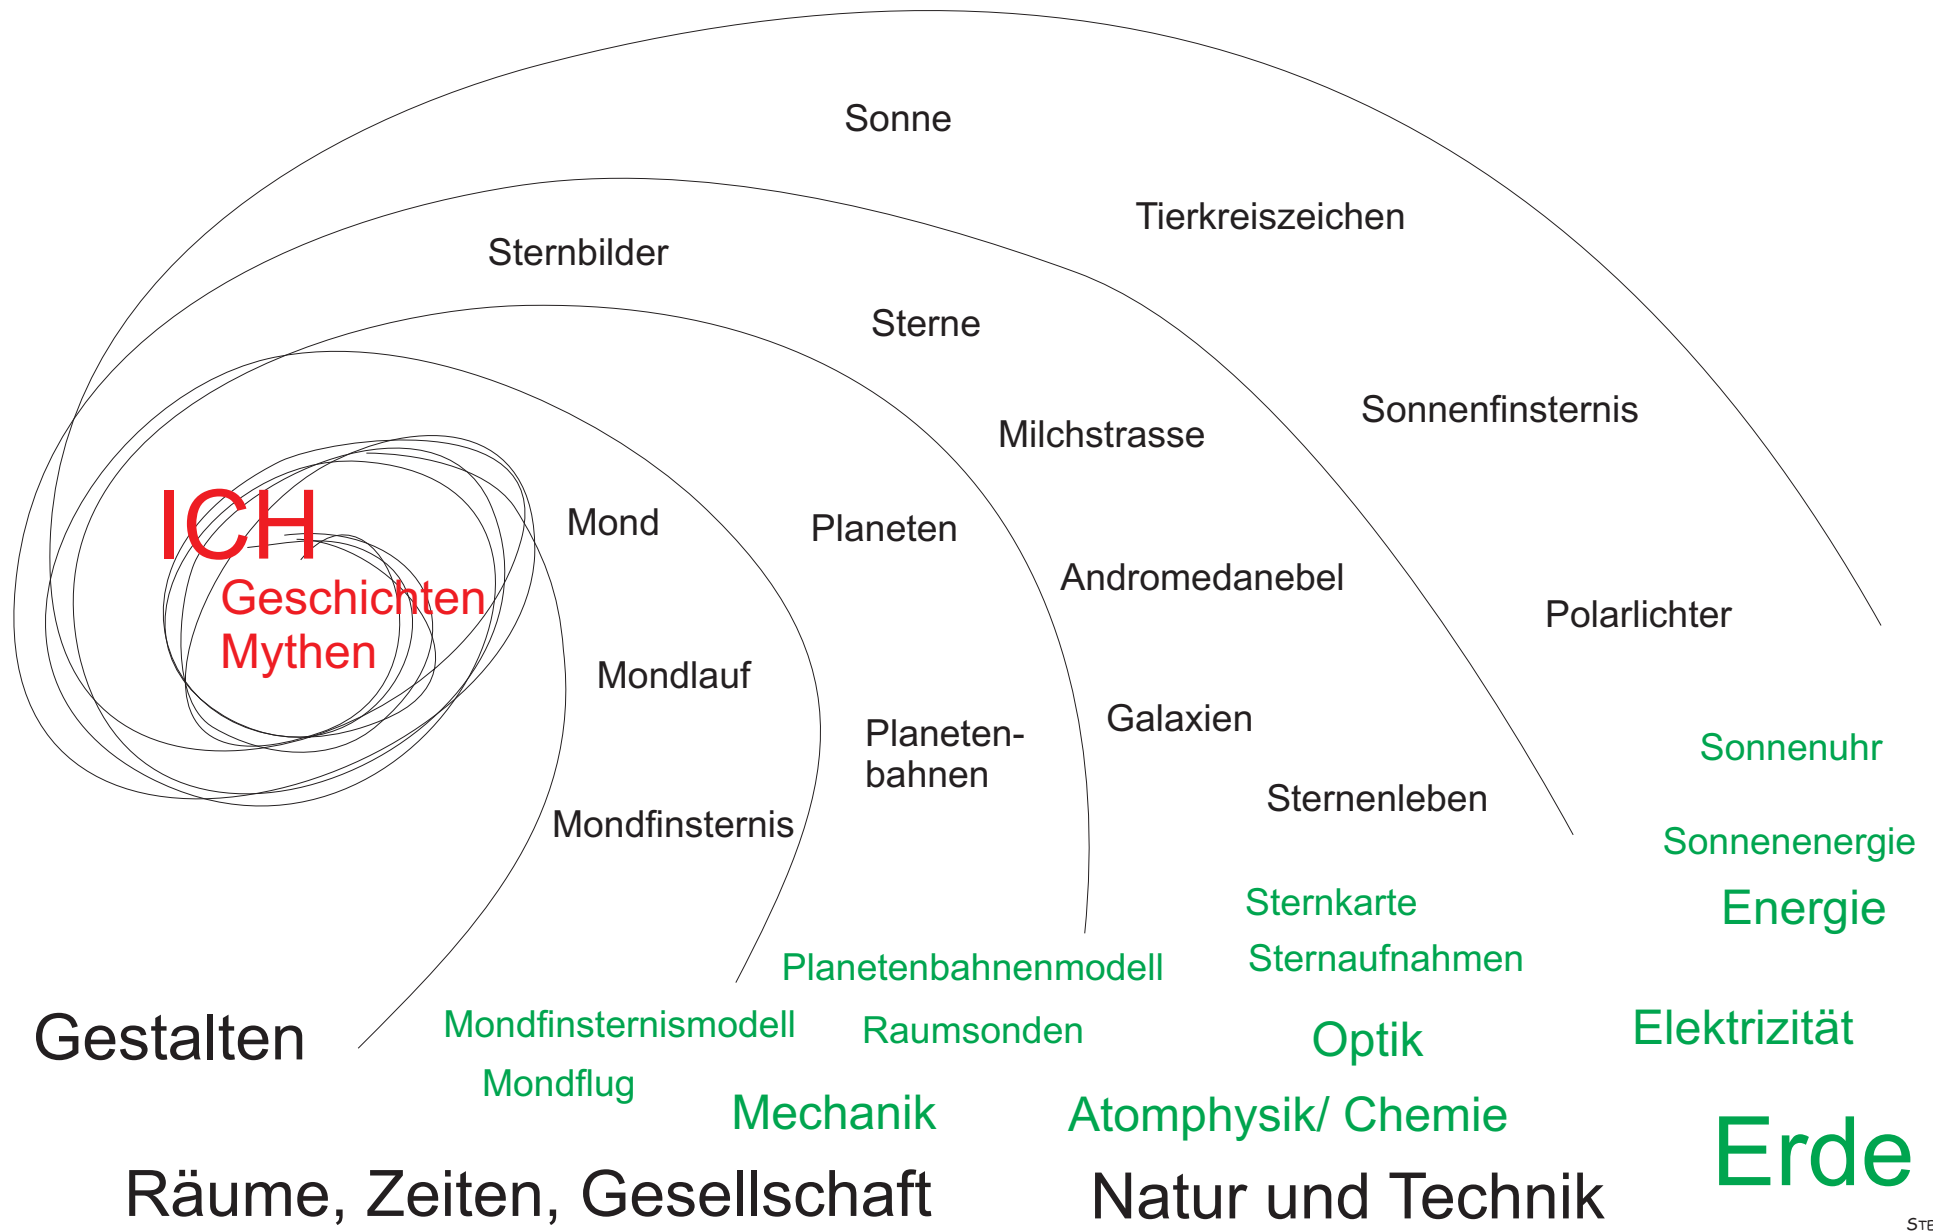 Sonne
Tierkreiszeichen
Sternbilder
Sterne
Sonnenfinsternis
Milchstrasse
ICH
Mond
Planeten
Andromedanebel
Geschichten
Polarlichter
Mythen
Mondlauf
Galaxien
Planeten-
bahnen
Sonnenuhr
Sternenleben
Mondfinsternis
Sonnenenergie
Sternkarte
Energie
Planetenbahnenmodell
Sternaufnahmen
Gestalten
Mondfinsternismodell
Raumsonden
Optik
Elektrizität
Mondflug
Mechanik
Atomphysik/ Chemie
Erde
Räume, Zeiten, Gesellschaft
Natur und Technik